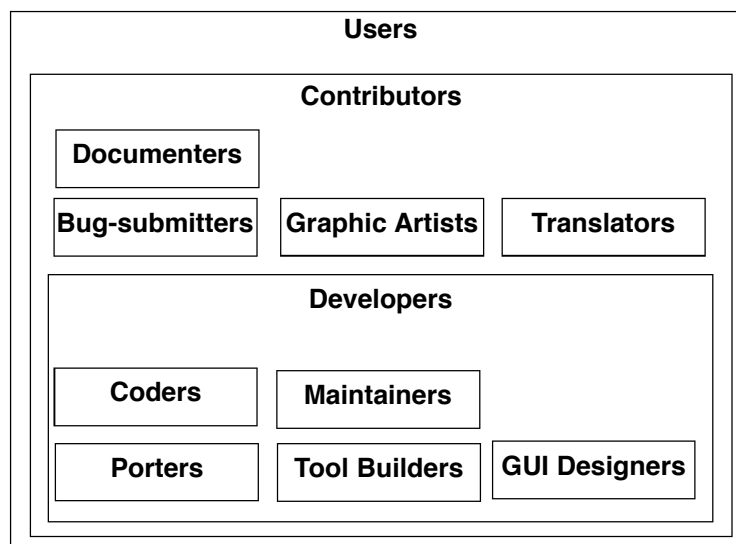 Users
Contributors
Documenters
Bug-submitters
Graphic Artists
Translators
Developers
Coders
Maintainers
Porters
Tool Builders
GUI Designers